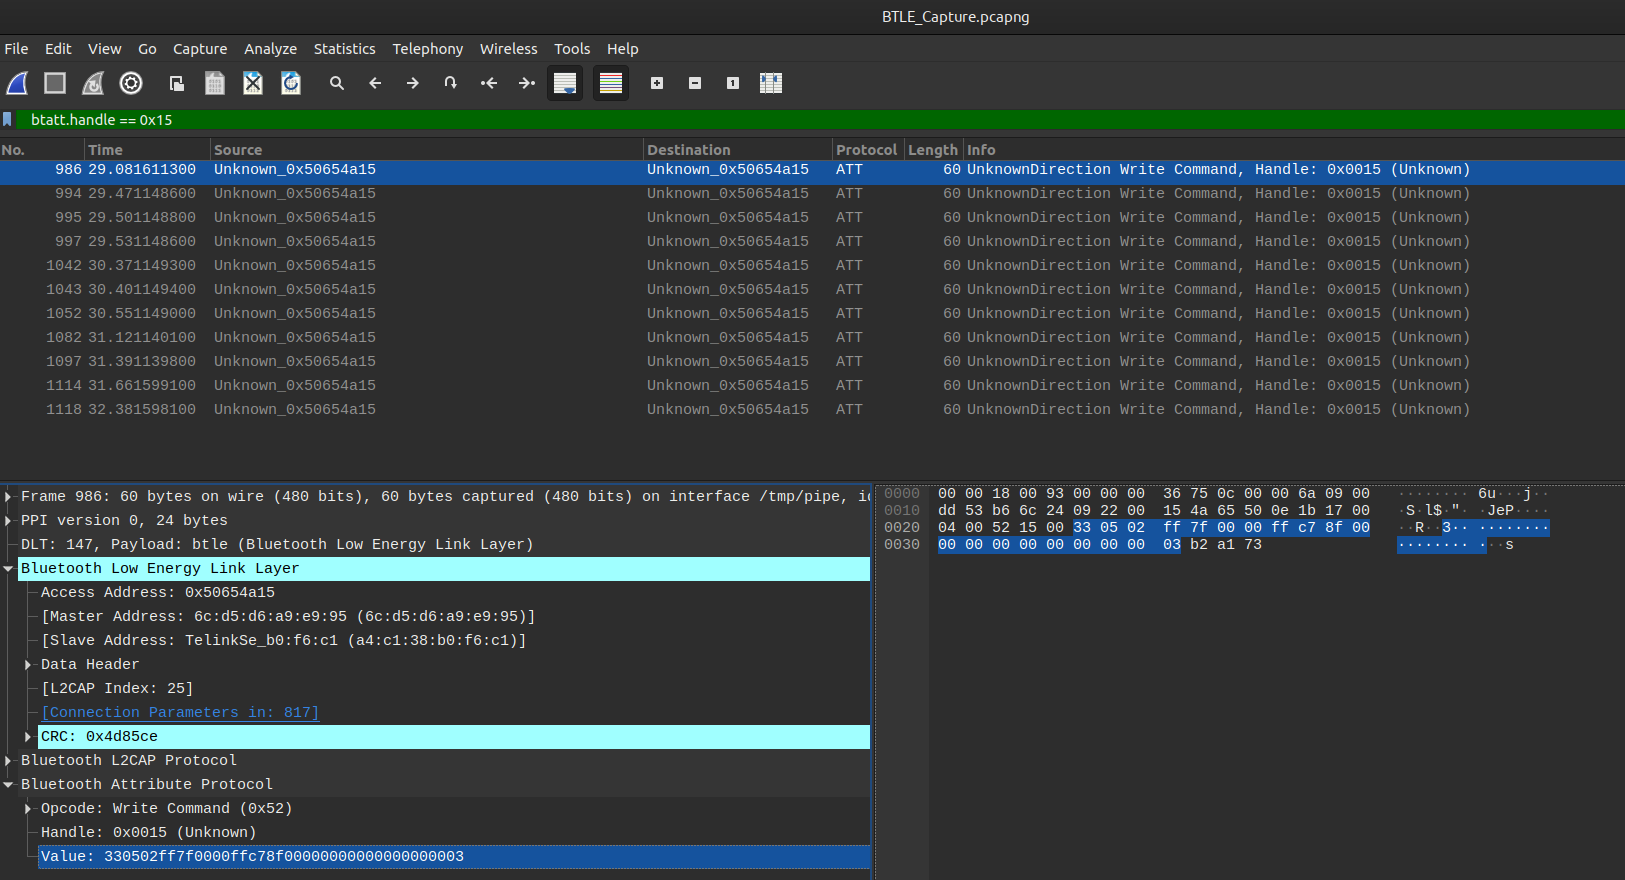 BTLE_Capture.pcapng
File Edit View Go Capture Analyze Statistics Telephony Wireless Tools Help
btatt.handle == 0x15
No. Time Source Destination Protocol Length Info
986 29.081611300 Unknown_0x50654a15 Unknown_0x50654a15 ATT 60 UnknownDirection Write Command, Handle: 0x0015 (Unknown)
994 29.471148600 Unknown_0x50654a15 Unknown_0x50654a15 ATT 60 UnknownDirection Write Command, Handle: 0x0015 (Unknown)
995 29.501148800 Unknown_0x50654a15 Unknown_0x50654a15 ATT 60 UnknownDirection Write Command, Handle: 0x0015 (Unknown)
997 29.531148600 Unknown_0x50654a15 Unknown_0x50654a15 ATT 60 UnknownDirection Write Command, Handle: 0x0015 (Unknown)
1042 30.371149300 Unknown_0x50654a15 Unknown_0x50654a15 ATT 60 UnknownDirection Write Command, Handle: 0x0015 (Unknown)
1043 30.401149400 Unknown_0x50654a15 Unknown_0x50654a15 ATT 60 UnknownDirection Write Command, Handle: 0x0015 (Unknown)
1052 30.551149000 Unknown_0x50654a15 Unknown_0x50654a15 ATT 60 UnknownDirection Write Command, Handle: 0x0015 (Unknown)
1082 31.121140100 Unknown_0x50654a15 Unknown_0x50654a15 ATT 60 UnknownDirection Write Command, Handle: 0x0015 (Unknown)
1097 31.391139800 Unknown_0x50654a15 Unknown_0x50654a15 ATT 60 UnknownDirection Write Command, Handle: 0x0015 (Unknown)
1114 31.661599100 Unknown_0x50654a15 Unknown_0x50654a15 ATT 60 UnknownDirection Write Command, Handle: 0x0015 (Unknown)
1118 32.381598100 Unknown_0x50654a15 Unknown_0x50654a15 ATT 60 UnknownDirection Write Command, Handle: 0x0015 (Unknown)
Frame 986: 60 bytes on wire (480 bits), 60 bytes captured (480 bits) on interface /tmp/pipe, i
PPI version 0, 24 bytes
DLT: 147, Payload: btle (Bluetooth Low Energy Link Layer)
Bluetooth Low Energy Link Layer
Access Address: 0x50654a15
[Master Address: 6c:d5:d6:a9:e9:95 (6c:d5:d6:a9:e9:95)]
[Slave Address: TelinkSe_b0:f6:c1 (a4:c1:38:b0:f6:c1)]
Data Header
[L2CAP Index: 25]
[Connection Parameters in: 817]
CRC: 0x4d85ce
Bluetooth L2CAP Protocol
Bluetooth Attribute Protocol
Opcode: Write Command (0x52)
Handle: 0x0015 (Unknown)
Value: 330502ff7f0000ffc78f00000000000000000003
0000 00 00 18 00 93 00 00 00 36 75 0c 00 00 6a 09 00 ········ 6u···j··
0010 dd 53 b6 6c 24 09 22 00 15 4a 65 50 0e 1b 17 00 ·S·l$·"· ·JeP····
0020 04 00 52 15 00 33 05 02 ff 7f 00 00 ff c7 8f 00 ··R··3·· ········
0030 00 00 00 00 00 00 00 00 03 b2 a1 73 ········ ···s